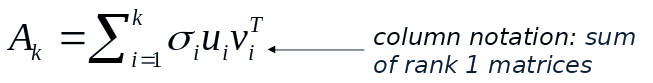 A_k = ∑_{i=1}^{k} σ_i u_i v_i^T
column notation: sum
of rank 1 matrices